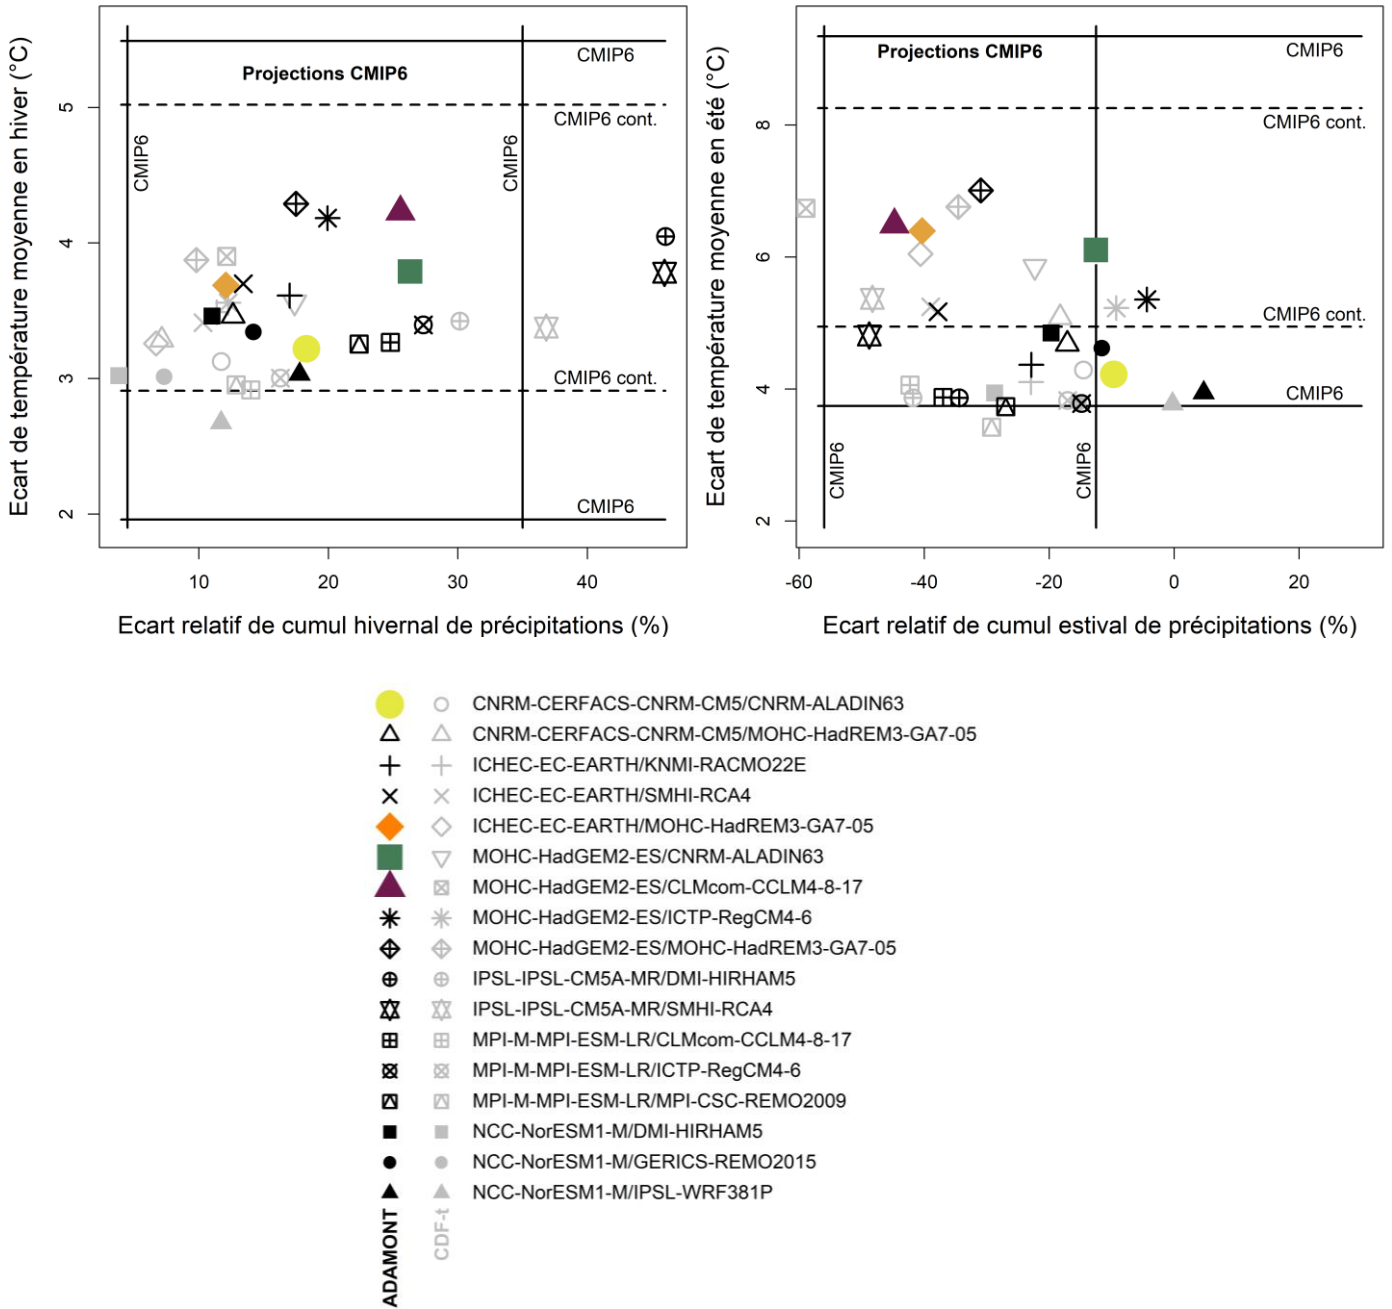 Ecart de température moyenne en hiver (°C)
5
4
3
2
Projections CMIP6
CMIP6
CMIP6 cont.
CMIP6
CMIP6
CMIP6 cont.
CMIP6
10 20 30 40
Ecart relatif de cumul hivernal de précipitations (%)
Ecart de température moyenne en été (°C)
8
6
4
2
Projections CMIP6
CMIP6
CMIP6 cont.
CMIP6 cont.
CMIP6
CMIP6
CMIP6
-60 -40 -20 0 20
Ecart relatif de cumul estival de précipitations (%)
CNRM-CERFACS-CNRM-CM5/CNRM-ALADIN63
CNRM-CERFACS-CNRM-CM5/MOHC-HadREM3-GA7-05
ICHEC-EC-EARTH/KNMI-RACMO22E
ICHEC-EC-EARTH/SMHI-RCA4
ICHEC-EC-EARTH/MOHC-HadREM3-GA7-05
MOHC-HadGEM2-ES/CNRM-ALADIN63
MOHC-HadGEM2-ES/CLMcom-CCLM4-8-17
MOHC-HadGEM2-ES/ICTP-RegCM4-6
MOHC-HadGEM2-ES/MOHC-HadREM3-GA7-05
IPSL-IPSL-CM5A-MR/DMI-HIRHAM5
IPSL-IPSL-CM5A-MR/SMHI-RCA4
MPI-M-MPI-ESM-LR/CLMcom-CCLM4-8-17
MPI-M-MPI-ESM-LR/ICTP-RegCM4-6
MPI-M-MPI-ESM-LR/MPI-CSC-REMO2009
NCC-NorESM1-M/DMI-HIRHAM5
NCC-NorESM1-M/GERICS-REMO2015
NCC-NorESM1-M/IPSL-WRF381P
ADAMONT
CDF-t